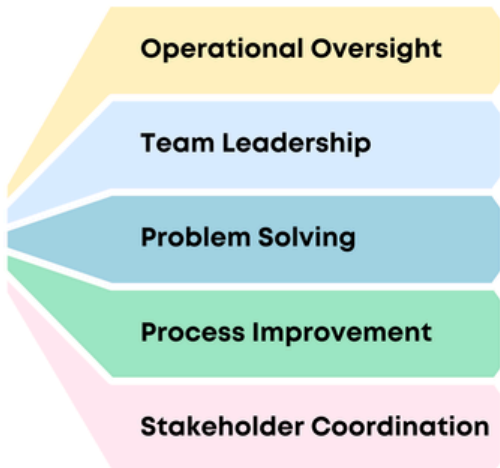 Operational Oversight
Team Leadership
Problem Solving
Process Improvement
Stakeholder Coordination